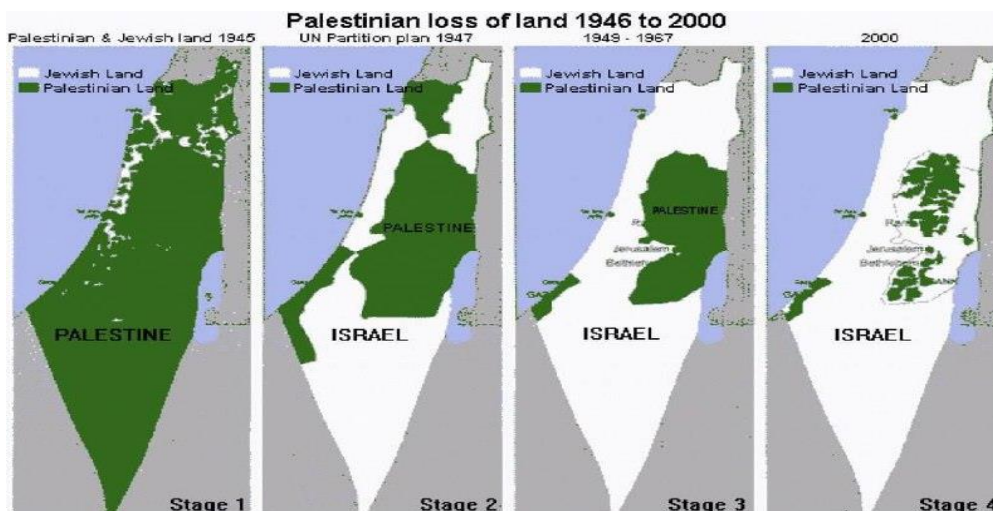 Palestinian loss of land 1946 to 2000
Palestinian & Jewish land 1945
Jewish Land
Palestinian Land
PALESTINE
Stage 1
UN Partition plan 1947
Jewish Land
Palestinian Land
PALESTINE
ISRAEL
Stage 2
1949 - 1967
Jewish Land
Palestinian Land
PALESTINE
Jerusalem
ISRAEL
Stage 3
2000
Jewish Land
Palestinian Land
Jerusalem
Bethlehem
ISRAEL
Stage 4